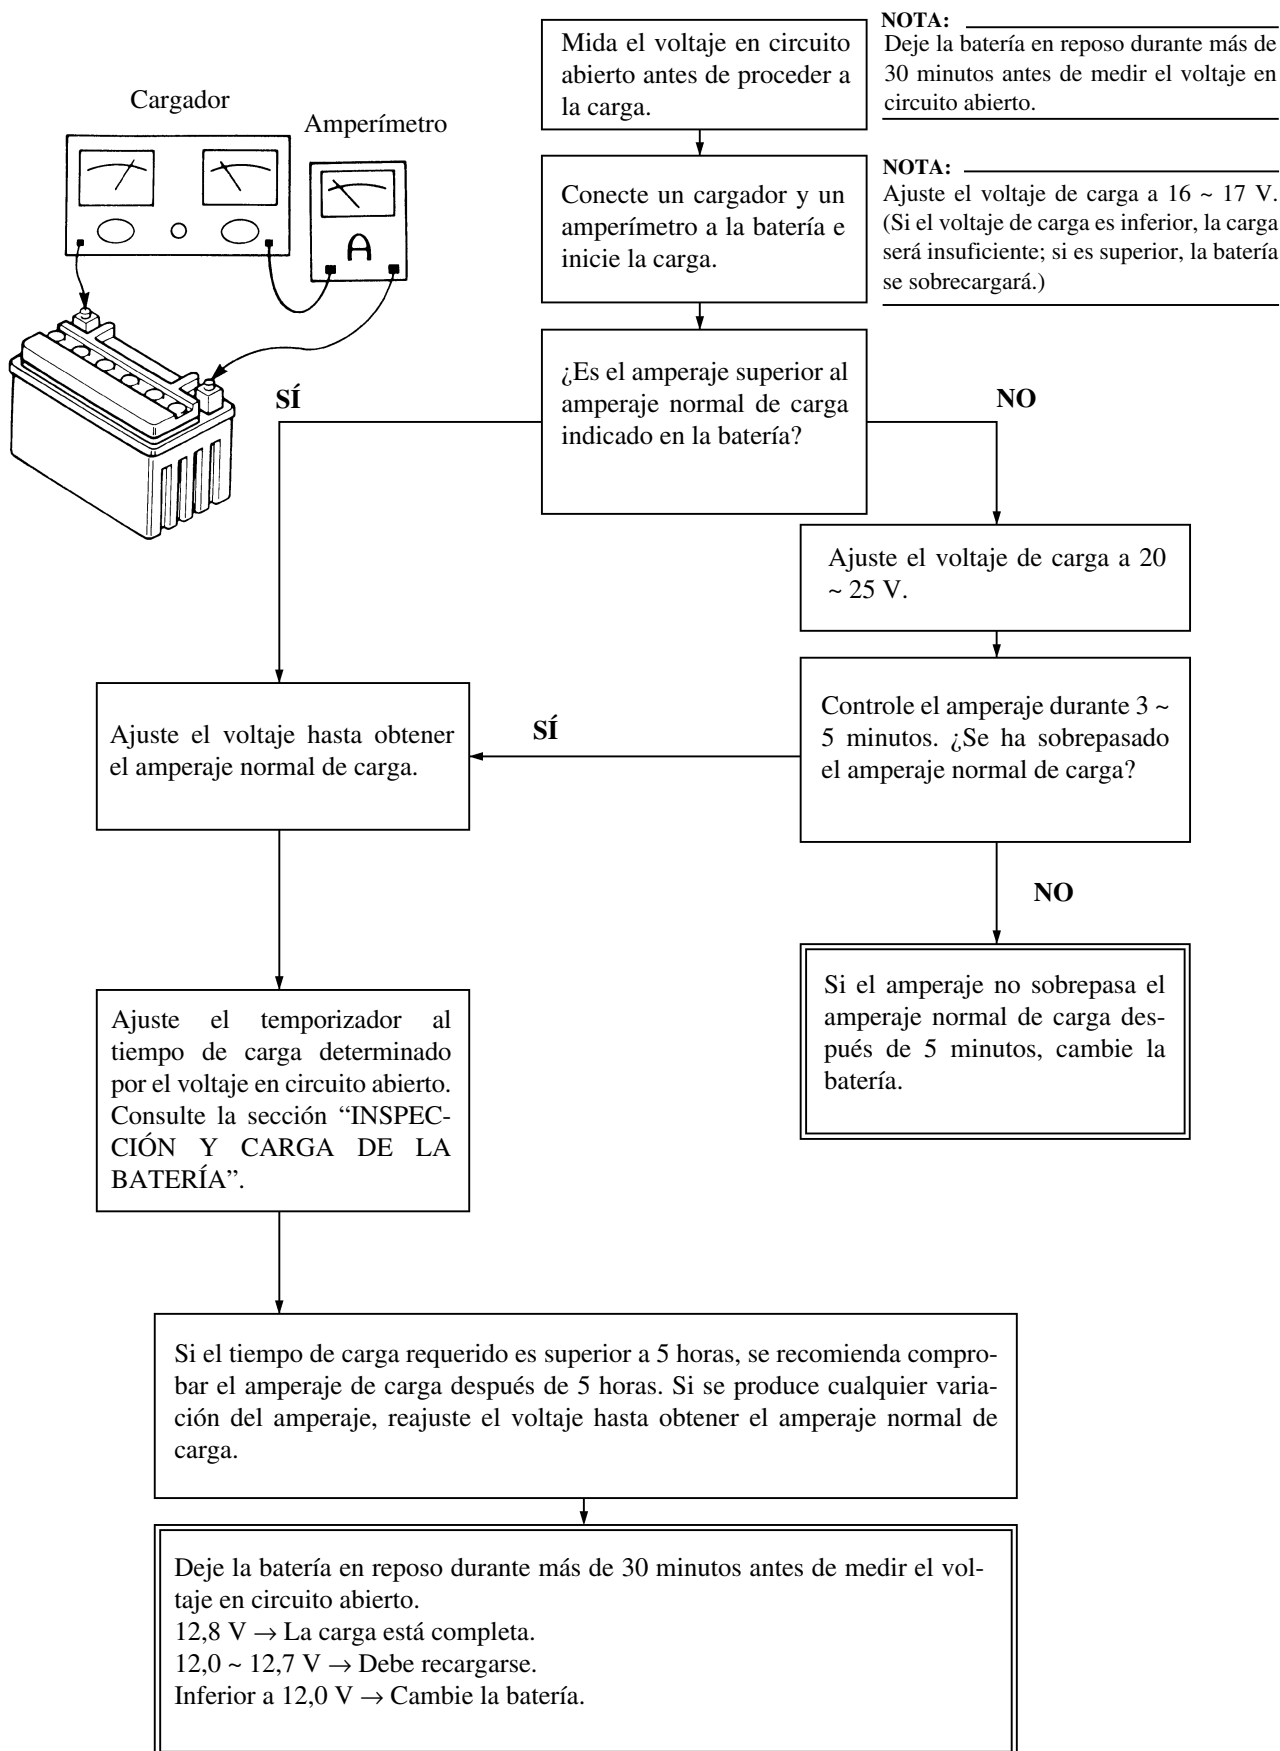 Cargador
Amperímetro
Mida el voltaje en circuito
abierto antes de proceder a
la carga.
NOTA:
Deje la batería en reposo durante más de
30 minutos antes de medir el voltaje en
circuito abierto.
Conecte un cargador y un
amperímetro a la batería e
inicie la carga.
NOTA:
Ajuste el voltaje de carga a 16 ~ 17 V.
(Si el voltaje de carga es inferior, la carga
será insuficiente; si es superior, la batería
se sobrecargará.)
A
¿Es el amperaje superior al
amperaje normal de carga
indicado en la batería?
SÍ
NO
Ajuste el voltaje de carga a 20
~ 25 V.
Controle el amperaje durante 3 ~
5 minutos. ¿Se ha sobrepasado
el amperaje normal de carga?
SÍ
Ajuste el voltaje hasta obtener
el amperaje normal de carga.
NO
Si el amperaje no sobrepasa el
amperaje normal de carga des-
pués de 5 minutos, cambie la
batería.
Ajuste el temporizador al
tiempo de carga determinado
por el voltaje en circuito abierto.
Consulte la sección “INSPEC-
CIÓN Y CARGA DE LA
BATERÍA”.
Si el tiempo de carga requerido es superior a 5 horas, se recomienda compro-
bar el amperaje de carga después de 5 horas. Si se produce cualquier varia-
ción del amperaje, reajuste el voltaje hasta obtener el amperaje normal de
carga.
Deje la batería en reposo durante más de 30 minutos antes de medir el vol-
taje en circuito abierto.
12,8 V → La carga está completa.
12,0 ~ 12,7 V → Debe recargarse.
Inferior a 12,0 V → Cambie la batería.